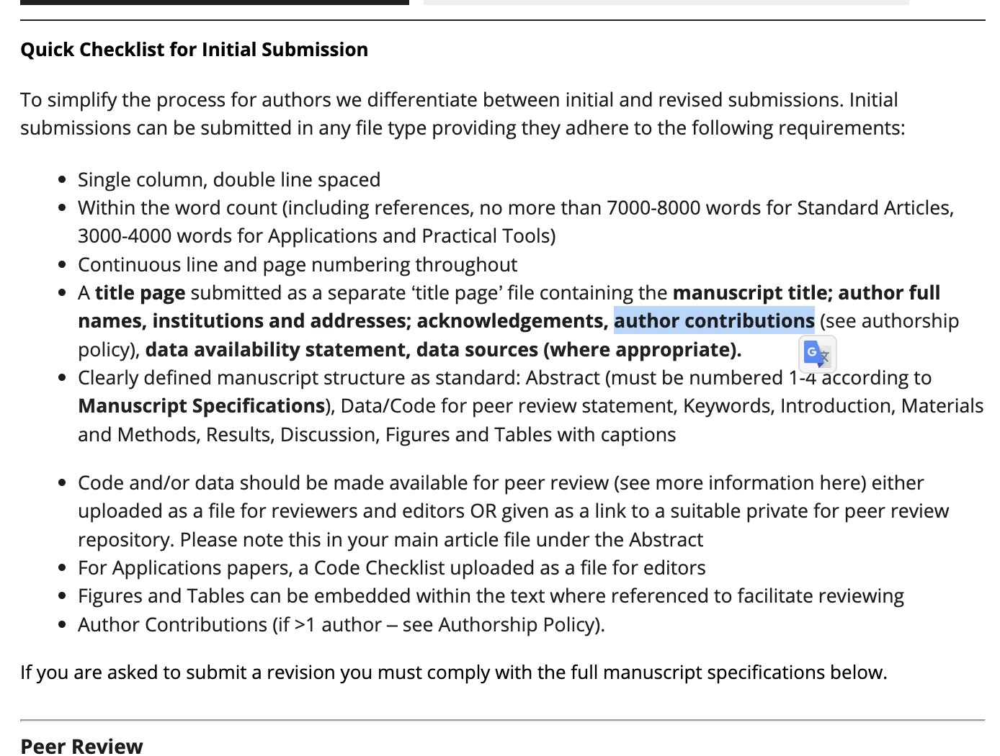 Quick Checklist for Initial Submission
To simplify the process for authors we differentiate between initial and revised submissions. Initial
submissions can be submitted in any file type providing they adhere to the following requirements:
• Single column, double line spaced
• Within the word count (including references, no more than 7000-8000 words for Standard Articles,
3000-4000 words for Applications and Practical Tools)
• Continuous line and page numbering throughout
• A title page submitted as a separate ‘title page’ file containing the manuscript title; author full
names, institutions and addresses; acknowledgements, author contributions (see authorship
policy), data availability statement, data sources (where appropriate).
• Clearly defined manuscript structure as standard: Abstract (must be numbered 1-4 according to
Manuscript Specifications), Data/Code for peer review statement, Keywords, Introduction, Materials
and Methods, Results, Discussion, Figures and Tables with captions
• Code and/or data should be made available for peer review (see more information here) either
uploaded as a file for reviewers and editors OR given as a link to a suitable private for peer review
repository. Please note this in your main article file under the Abstract
• For Applications papers, a Code Checklist uploaded as a file for editors
• Figures and Tables can be embedded within the text where referenced to facilitate reviewing
• Author Contributions (if >1 author – see Authorship Policy).
If you are asked to submit a revision you must comply with the full manuscript specifications below.
Peer Review